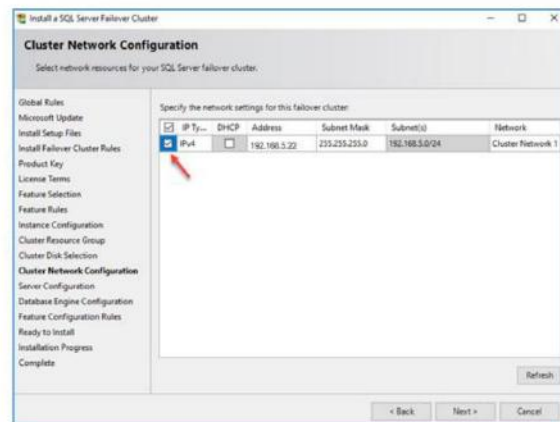 Install a SQL Server Failover Cluster
Cluster Network Configuration
Select network resources for your SQL Server failover cluster.
Global Rules
Microsoft Update
Install Setup Files
Install Failover Cluster Rules
Product Key
License Terms
Feature Selection
Feature Rules
Instance Configuration
Cluster Resource Group
Cluster Disk Selection
Cluster Network Configuration
Server Configuration
Database Engine Configuration
Feature Configuration Rules
Ready to Install
Installation Progress
Complete
Specify the network settings for this failover cluster:
IP Ty... DHCP Address Subnet Mask Subnet(s) Network
IPv4 192.168.5.22 255.255.255.0 192.168.5.0/24 Cluster Network 1
Refresh
< Back Next > Cancel